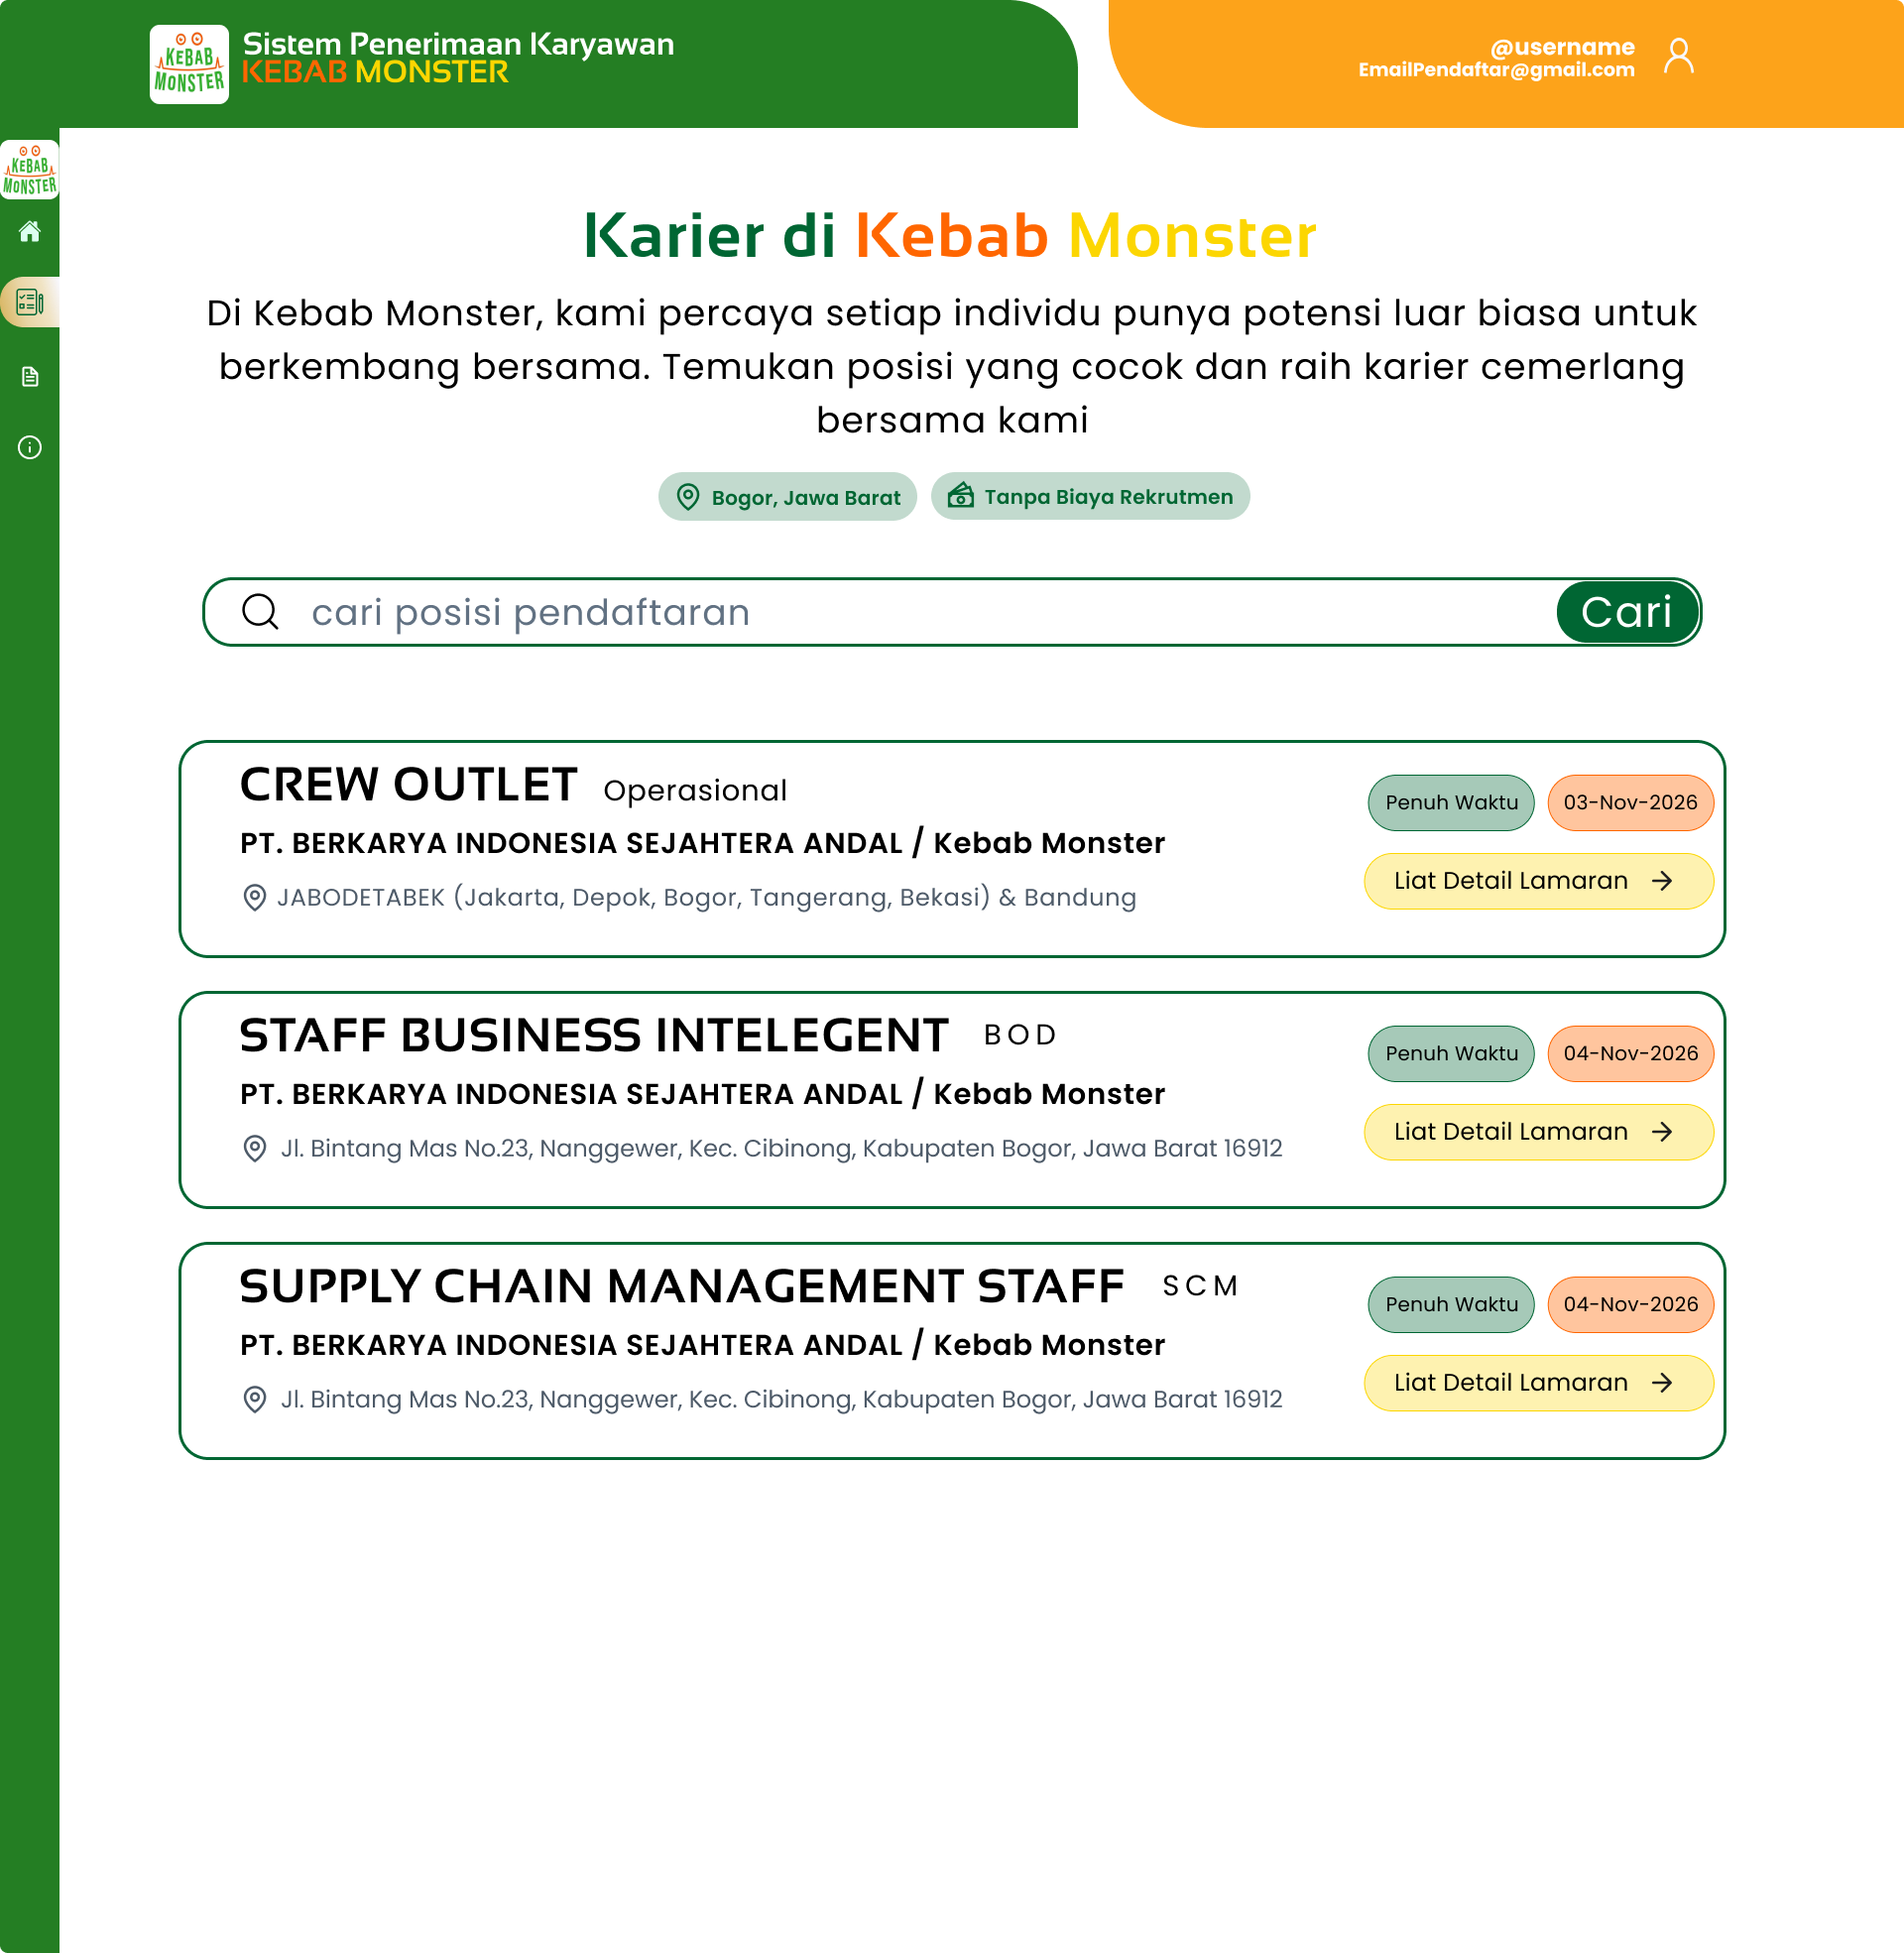 KEBAB
MONSTER
Sistem Penerimaan Karyawan
KEBAB MONSTER
@username
EmailPendaftar@gmail.com
KEBAB
MONSTER
Karier di Kebab Monster
Di Kebab Monster, kami percaya setiap individu punya potensi luar biasa untuk
berkembang bersama. Temukan posisi yang cocok dan raih karier cemerlang
bersama kami
Bogor, Jawa Barat
Tanpa Biaya Rekrutmen
cari posisi pendaftaran
Cari
CREW OUTLET Operasional
PT. BERKARYA INDONESIA SEJAHTERA ANDAL / Kebab Monster
JABODETABEK (Jakarta, Depok, Bogor, Tangerang, Bekasi) & Bandung
Penuh Waktu
03-Nov-2026
Liat Detail Lamaran
STAFF BUSINESS INTELEGENT BOD
PT. BERKARYA INDONESIA SEJAHTERA ANDAL / Kebab Monster
Jl. Bintang Mas No.23, Nanggewer, Kec. Cibinong, Kabupaten Bogor, Jawa Barat 16912
Penuh Waktu
04-Nov-2026
Liat Detail Lamaran
SUPPLY CHAIN MANAGEMENT STAFF SCM
PT. BERKARYA INDONESIA SEJAHTERA ANDAL / Kebab Monster
Jl. Bintang Mas No.23, Nanggewer, Kec. Cibinong, Kabupaten Bogor, Jawa Barat 16912
Penuh Waktu
04-Nov-2026
Liat Detail Lamaran